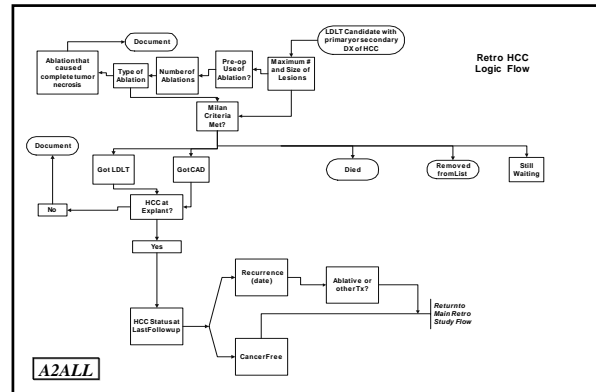 Document
LDLT Candidate with
primary or secondary
DX of HCC
Retro HCC
Logic Flow
Ablation that
caused
complete tumor
necrosis
Type of
Ablation
Number of
Ablations
Pre-op
Use of
Ablation?
Maximum #
and Size of
Lesions
Milan
Criteria
Met?
Document
Got LDLT
Got CAD
Died
Removed
from List
Still
Waiting
No
HCC at
Explant?
Yes
Recurrence
(date)
Ablative or
other Tx?
HCC Status at
Last Followup
Return to
Main Retro
Study Flow
Cancer Free
A2ALL